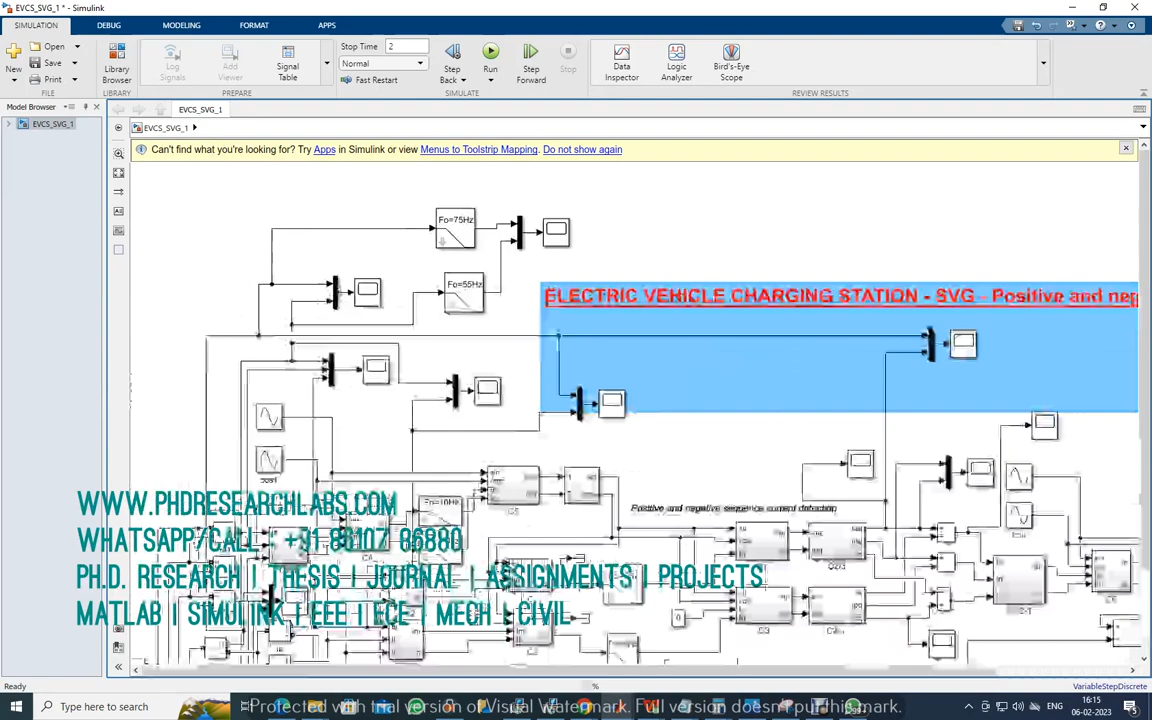 EVCS_SVG_1 * - Simulink
SIMULATION
DEBUG
MODELING
FORMAT
APPS
New
Open
Save
Print
FILE
Library Browser
LIBRARY
Log Signals
Add Viewer
Signal Table
PREPARE
Stop Time 2
Normal
Fast Restart
Step Back
Run
Step Forward
Stop
SIMULATE
Data Inspector
Logic Analyzer
Bird's-Eye Scope
REVIEW RESULTS
Model Browser
EVCS_SVG_1
EVCS_SVG_1
EVCS_SVG_1
Can't find what you're looking for? Try Apps in Simulink or view Menus to Toolstrip Mapping. Do not show again
Fo=75Hz
Fo=55Hz
ELECTRIC VEHICLE CHARGING STATION - SVG - Positive and neg
Positive and negative sequence current detection
0
WWW.PHDRESEARCHLABS.COM
WHATSAPP/CALL : +91 86107 86880
PH.D. RESEARCH | THESIS | JOURNAL | ASSIGNMENTS | PROJECTS
MATLAB | SIMULINK | EEE | ECE | MECH | CIVIL
Ready
%
VariableStepDiscrete
Type here to search
Protected with trial version of Visual Watermark. Full version doesn't put this mark.
ENG
16:15
06-02-2023